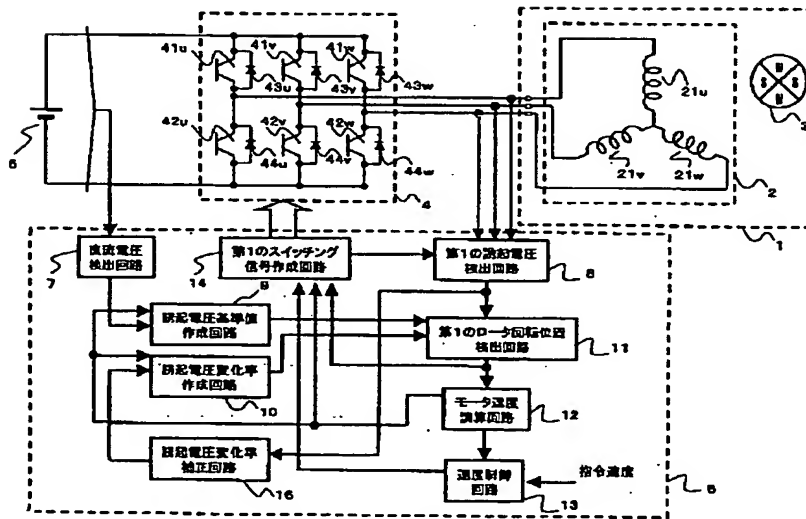 41u
41v
41w
43u
43v
43w
42u
42v
42w
44u
44v
44w
4
6
21u
21v
21w
2
S
S
3
1
直流電圧
検出回路
7
第1のスイッチング
信号作成回路
14
第1の誘起電圧
検出回路
8
9
誘起電圧基準値
作成回路
誘起電圧変化率
作成回路
10
第1のロータ回転位置
検出回路
11
モータ速度
演算回路
12
誘起電圧変化率
補正回路
16
速度制御
回路
13
指令速度